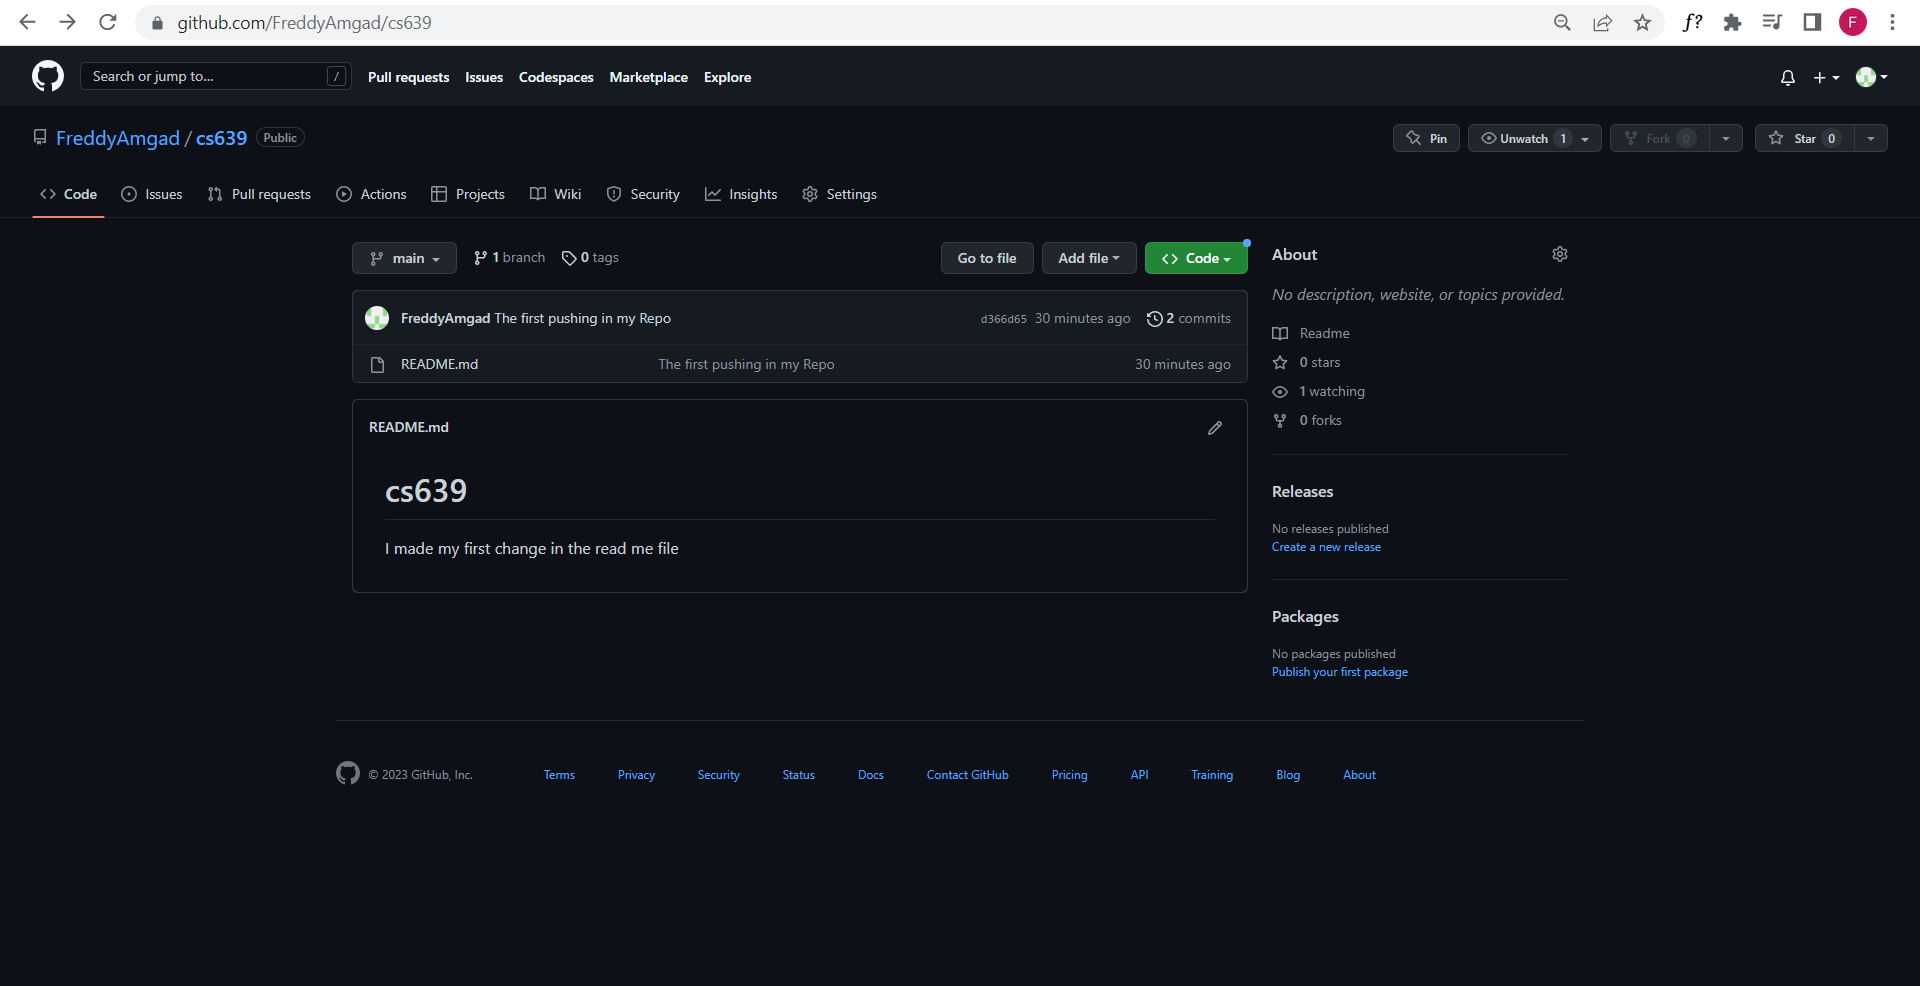 github.com/FreddyAmgad/cs639
f?
F
Search or jump to... /
Pull requests Issues Codespaces Marketplace Explore
FreddyAmgad / cs639 Public
Pin
Unwatch 1
Fork 0
Star 0
Code Issues Pull requests Actions Projects Wiki Security Insights Settings
main 1 branch 0 tags
Go to file Add file Code
FreddyAmgad The first pushing in my Repo d366d65 30 minutes ago 2 commits
README.md The first pushing in my Repo 30 minutes ago
README.md
cs639
I made my first change in the read me file
About
No description, website, or topics provided.
Readme
0 stars
1 watching
0 forks
Releases
No releases published
Create a new release
Packages
No packages published
Publish your first package
© 2023 GitHub, Inc. Terms Privacy Security Status Docs Contact GitHub Pricing API Training Blog About